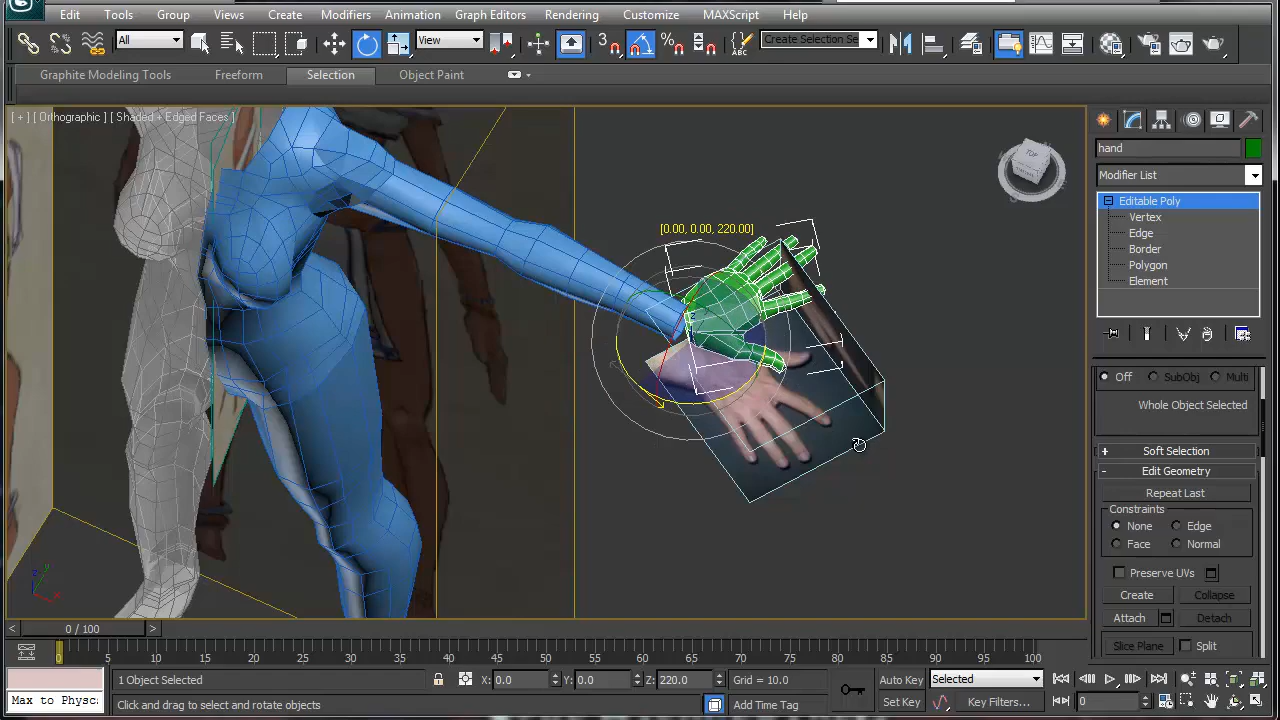 Edit Tools Group Views Create Modifiers Animation Graph Editors Rendering Customize MAXScript Help
All View 3 Create Selection Se
Graphite Modeling Tools Freeform Selection Object Paint
[ + ] [ Orthographic ] [ Shaded + Edged Faces ]
TOP
[0.00, 0.00, 220.00]
hand
Modifier List
Editable Poly
Vertex
Edge
Border
Polygon
Element
Off SubObj Multi
Whole Object Selected
+ Soft Selection
- Edit Geometry
Repeat Last
Constraints
None Edge
Face Normal
Preserve UVs
Create Collapse
Attach Detach
Slice Plane Split
z y x
< 0 / 100 >
0 5 10 15 20 25 30 35 40 45 50 55 60 65 70 75 80 85 90 95 100
1 Object Selected X: 0.0 Y: 0.0 Z: 220.0 Grid = 10.0 Auto Key Selected
Max to Physc: Click and drag to select and rotate objects Add Time Tag Set Key Key Filters... 0